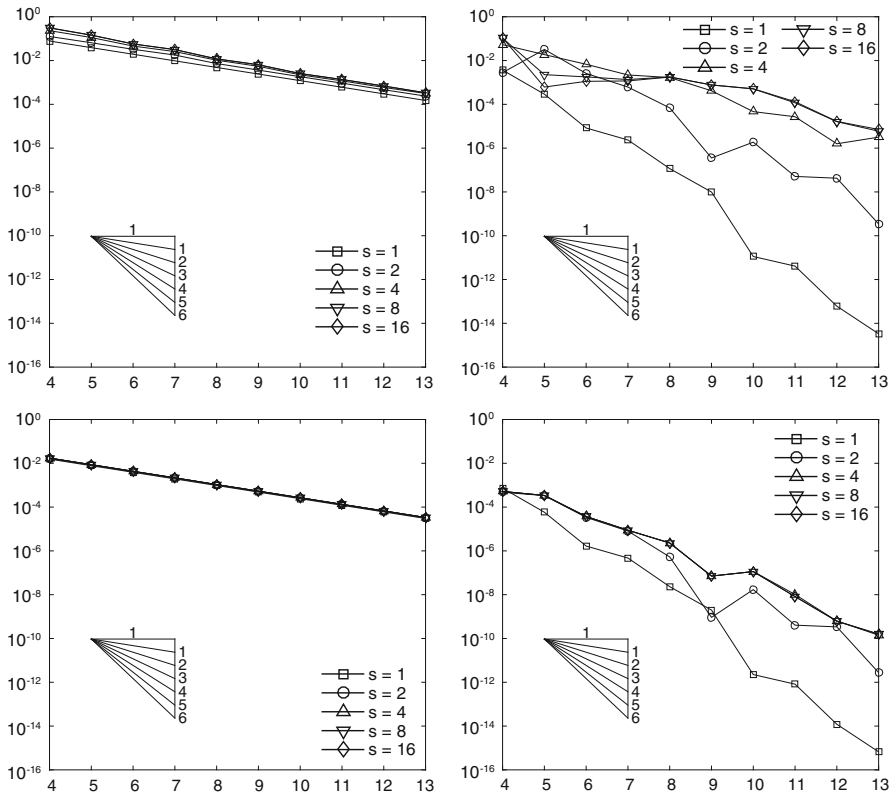 10^0
10^-2
10^-4
10^-6
10^-8
10^-10
10^-12
10^-14
10^-16
4 5 6 7 8 9 10 11 12 13
1
1
2
3
4
5
6
s = 1
s = 2
s = 4
s = 8
s = 16
10^0
10^-2
10^-4
10^-6
10^-8
10^-10
10^-12
10^-14
10^-16
4 5 6 7 8 9 10 11 12 13
s = 1 s = 8
s = 2 s = 16
s = 4
1
1
2
3
4
5
6
10^0
10^-2
10^-4
10^-6
10^-8
10^-10
10^-12
10^-14
10^-16
4 5 6 7 8 9 10 11 12 13
1
1
2
3
4
5
6
s = 1
s = 2
s = 4
s = 8
s = 16
10^0
10^-2
10^-4
10^-6
10^-8
10^-10
10^-12
10^-14
10^-16
4 5 6 7 8 9 10 11 12 13
s = 1
s = 2
s = 4
s = 8
s = 16
1
1
2
3
4
5
6